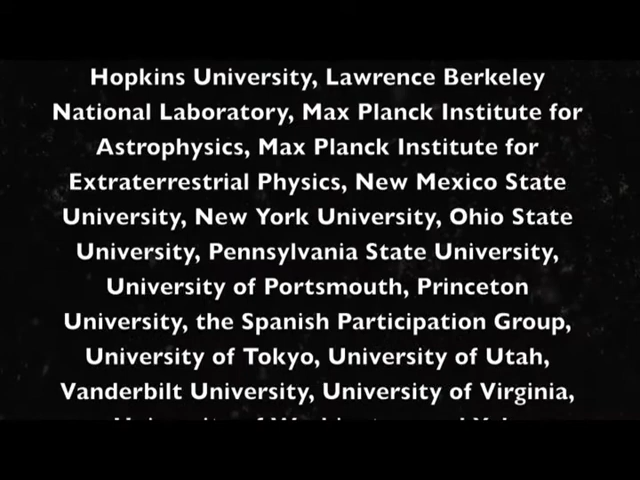 Hopkins University, Lawrence Berkeley
National Laboratory, Max Planck Institute for
Astrophysics, Max Planck Institute for
Extraterrestrial Physics, New Mexico State
University, New York University, Ohio State
University, Pennsylvania State University,
University of Portsmouth, Princeton
University, the Spanish Participation Group,
University of Tokyo, University of Utah,
Vanderbilt University, University of Virginia,